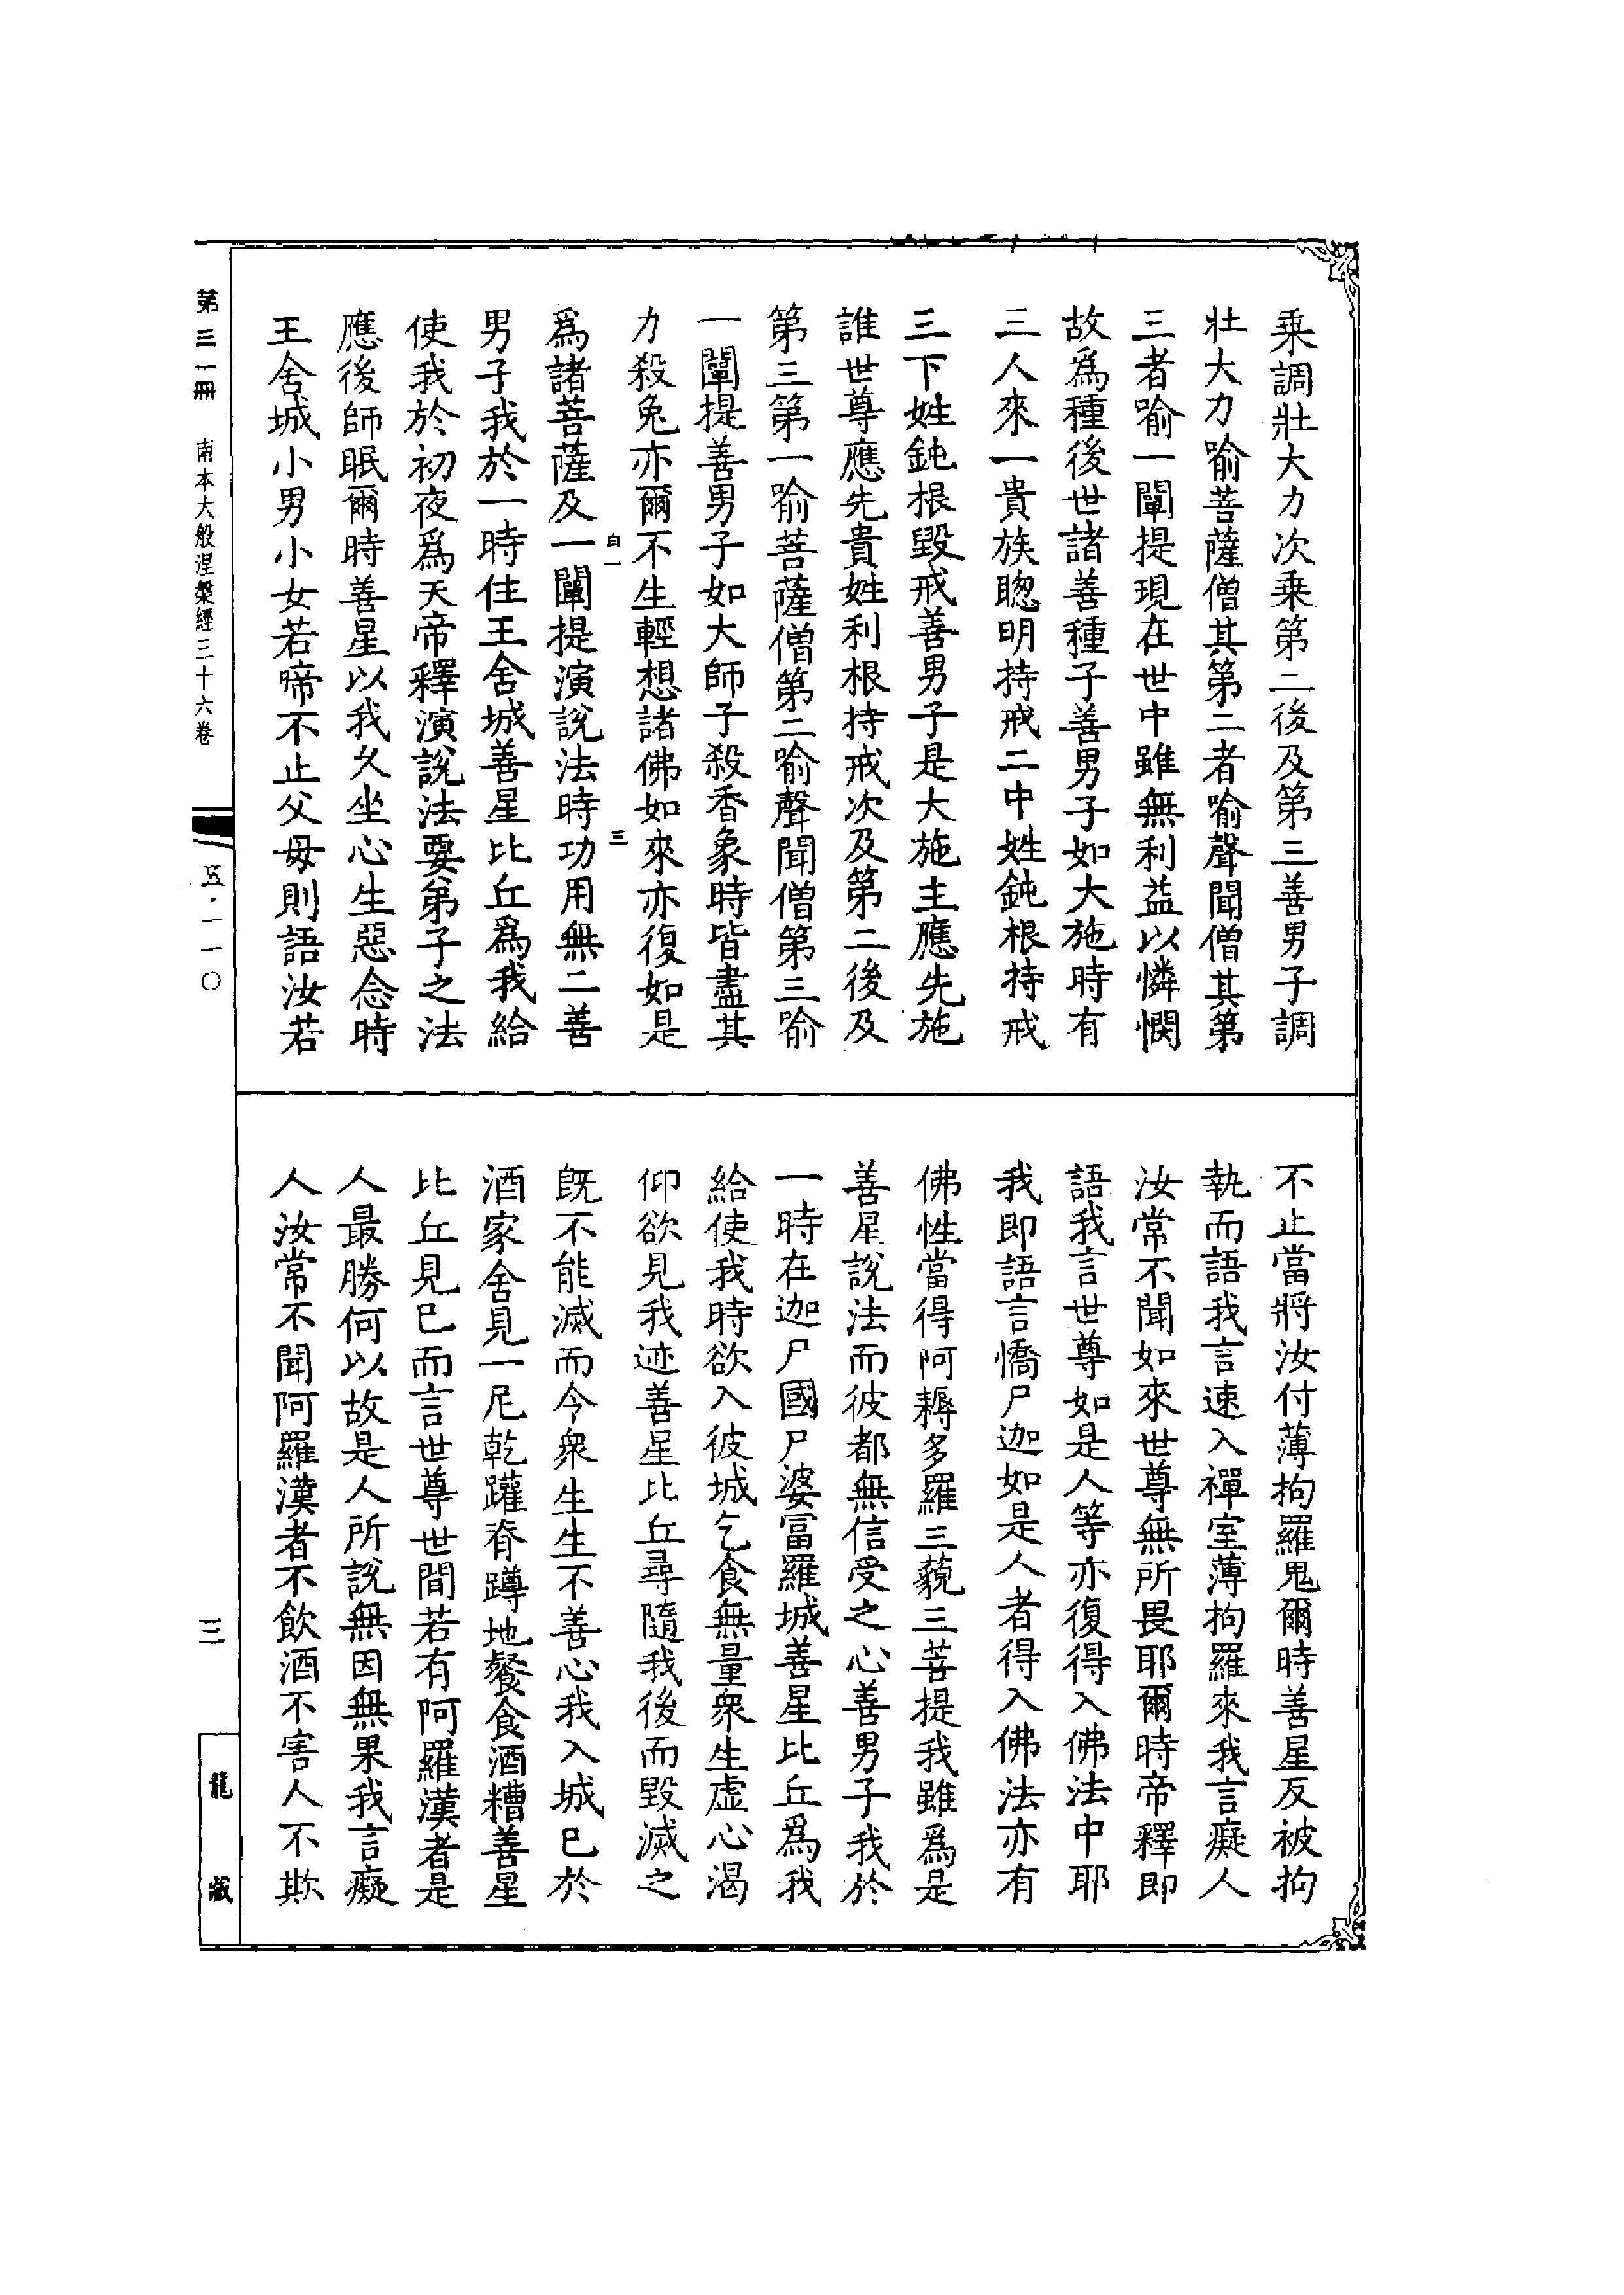 乗調壯大力次乗第二後及第三善男子調
壯大力喻菩薩僧其第二者喻聲聞僧其第
三者喻一闡提現在世中雖無利益以憐憫
故爲種後世諸善種子善男子如大施時有
三人來一貴族聦明持戒二中姓鈍根持戒
三下姓鈍根毀戒善男子是大施主應先施
誰世尊應先貴姓利根持戒次及第二後及
第三第一喻菩薩僧第二喻聲聞僧第三喻
一闡提善男子如大師子殺香象時皆盡其
力殺兔亦爾不生輕想諸佛如來亦復如是
白一
三
爲諸菩薩及一闡提演說法時功用無二善
男子我於一時住王舍城善星比丘爲我給
使我於初夜爲天帝釋演說法要弟子之法
應後師眠爾時善星以我久坐心生惡念時
王舍城小男小女若啼不止父母則語汝若
不止當將汝付薄拘羅鬼爾時善星反被拘
執而語我言速入禪室薄拘羅來我言癡人
汝常不聞如來世尊無所畏耶爾時帝釋即
語我言世尊如是人等亦復得入佛法中耶
我即語言憍尸迦如是人者得入佛法亦有
佛性當得阿耨多羅三藐三菩提我雖爲是
善星說法而彼都無信受之心善男子我於
一時在迦尸國尸婆富羅城善星比丘爲我
給使我時欲入彼城乞食無量衆生虛心渴
仰欲見我迹善星比丘尋隨我後而毀滅之
既不能滅而令衆生生不善心我入城已於
酒家舍見一尼乾踡脊蹲地餐食酒糟善星
比丘見已而言世尊世間若有阿羅漢者是
人最勝何以故是人所說無因無果我言癡
人汝常不聞阿羅漢者不飲酒不害人不欺
第三一冊　南本大般涅槃經三十六卷
五·一一〇
三
龍藏